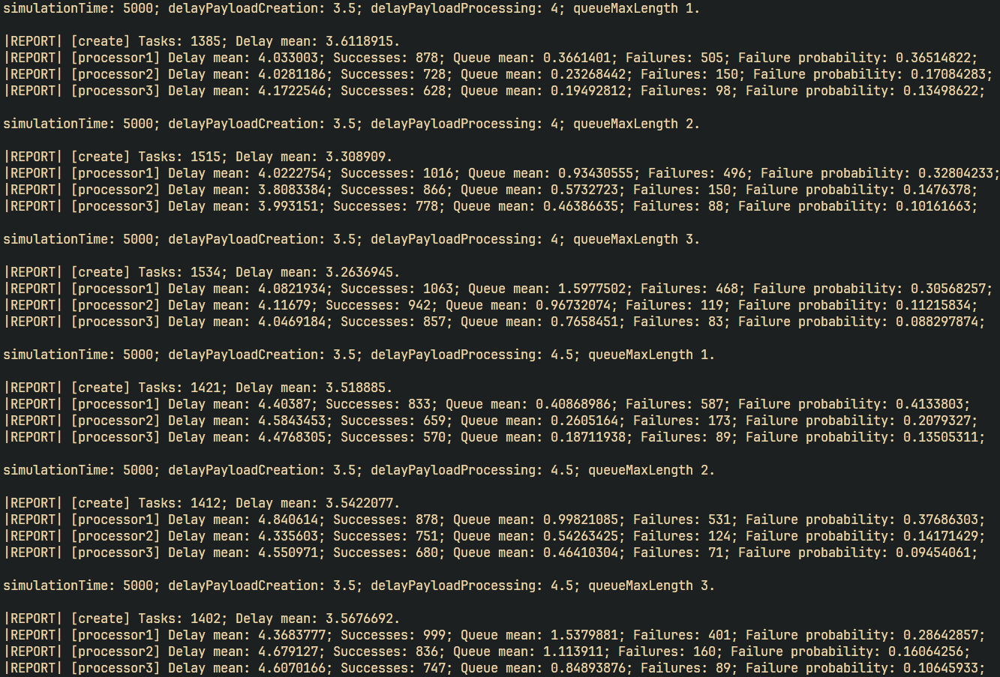 simulationTime: 5000; delayPayloadCreation: 3.5; delayPayloadProcessing: 4; queueMaxLength 1.
|REPORT| [create] Tasks: 1385; Delay mean: 3.6118915.
|REPORT| [processor1] Delay mean: 4.033003; Successes: 878; Queue mean: 0.3661401; Failures: 505; Failure probability: 0.36514822;
|REPORT| [processor2] Delay mean: 4.0281186; Successes: 728; Queue mean: 0.23268442; Failures: 150; Failure probability: 0.17084283;
|REPORT| [processor3] Delay mean: 4.1722546; Successes: 628; Queue mean: 0.19492812; Failures: 98; Failure probability: 0.13498622;
simulationTime: 5000; delayPayloadCreation: 3.5; delayPayloadProcessing: 4; queueMaxLength 2.
|REPORT| [create] Tasks: 1515; Delay mean: 3.308909.
|REPORT| [processor1] Delay mean: 4.0222754; Successes: 1016; Queue mean: 0.93430555; Failures: 496; Failure probability: 0.32804233;
|REPORT| [processor2] Delay mean: 3.8083384; Successes: 866; Queue mean: 0.5732723; Failures: 150; Failure probability: 0.1476378;
|REPORT| [processor3] Delay mean: 3.993151; Successes: 778; Queue mean: 0.46386635; Failures: 88; Failure probability: 0.10161663;
simulationTime: 5000; delayPayloadCreation: 3.5; delayPayloadProcessing: 4; queueMaxLength 3.
|REPORT| [create] Tasks: 1534; Delay mean: 3.2636945.
|REPORT| [processor1] Delay mean: 4.0821934; Successes: 1063; Queue mean: 1.5977502; Failures: 468; Failure probability: 0.30568257;
|REPORT| [processor2] Delay mean: 4.11679; Successes: 942; Queue mean: 0.96732074; Failures: 119; Failure probability: 0.11215834;
|REPORT| [processor3] Delay mean: 4.0469184; Successes: 857; Queue mean: 0.7658451; Failures: 83; Failure probability: 0.088297874;
simulationTime: 5000; delayPayloadCreation: 3.5; delayPayloadProcessing: 4.5; queueMaxLength 1.
|REPORT| [create] Tasks: 1421; Delay mean: 3.518885.
|REPORT| [processor1] Delay mean: 4.40387; Successes: 833; Queue mean: 0.40868986; Failures: 587; Failure probability: 0.4133803;
|REPORT| [processor2] Delay mean: 4.5843453; Successes: 659; Queue mean: 0.2605164; Failures: 173; Failure probability: 0.2079327;
|REPORT| [processor3] Delay mean: 4.4768305; Successes: 570; Queue mean: 0.18711938; Failures: 89; Failure probability: 0.13505311;
simulationTime: 5000; delayPayloadCreation: 3.5; delayPayloadProcessing: 4.5; queueMaxLength 2.
|REPORT| [create] Tasks: 1412; Delay mean: 3.5422077.
|REPORT| [processor1] Delay mean: 4.840614; Successes: 878; Queue mean: 0.99821085; Failures: 531; Failure probability: 0.37686303;
|REPORT| [processor2] Delay mean: 4.335603; Successes: 751; Queue mean: 0.54263425; Failures: 124; Failure probability: 0.14171429;
|REPORT| [processor3] Delay mean: 4.550971; Successes: 680; Queue mean: 0.46410304; Failures: 71; Failure probability: 0.09454061;
simulationTime: 5000; delayPayloadCreation: 3.5; delayPayloadProcessing: 4.5; queueMaxLength 3.
|REPORT| [create] Tasks: 1402; Delay mean: 3.5676692.
|REPORT| [processor1] Delay mean: 4.3683777; Successes: 999; Queue mean: 1.5379881; Failures: 401; Failure probability: 0.28642857;
|REPORT| [processor2] Delay mean: 4.679127; Successes: 836; Queue mean: 1.113911; Failures: 160; Failure probability: 0.16064256;
|REPORT| [processor3] Delay mean: 4.6070166; Successes: 747; Queue mean: 0.84893876; Failures: 89; Failure probability: 0.10645933;